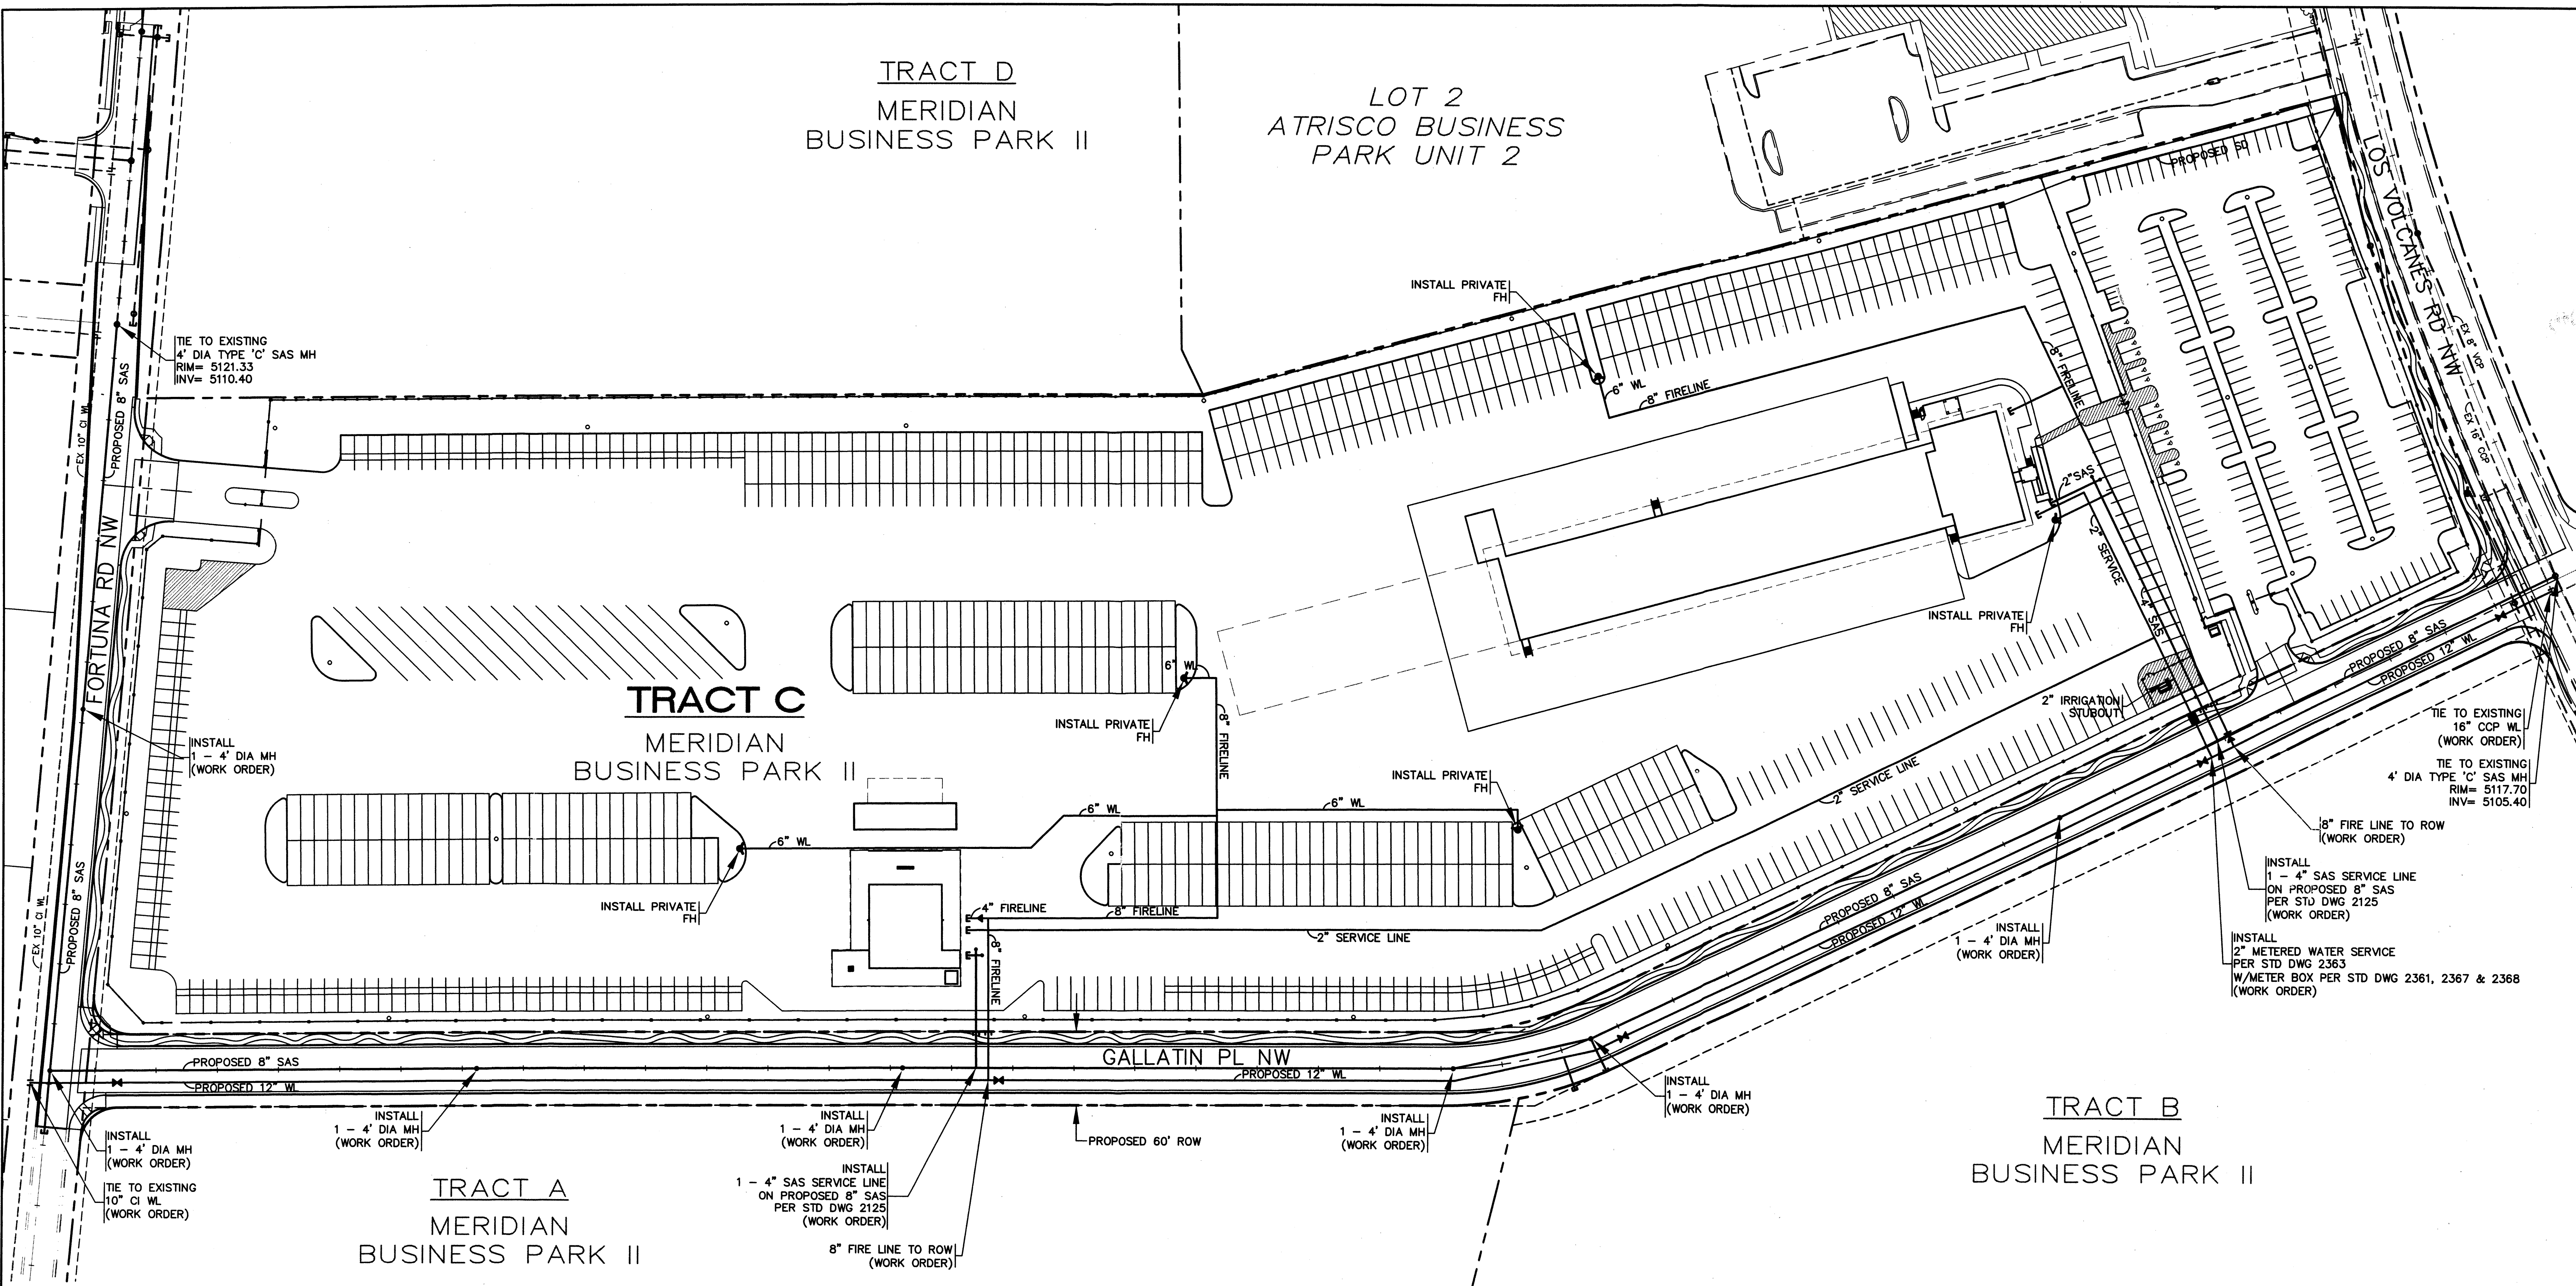 TRACT D
MERIDIAN
BUSINESS PARK II
LOT 2
ATRISCO BUSINESS
PARK UNIT 2
PROPOSED SD
LOS VOLCANES RD NW
EX 8" VCP
EX 16" CCP
INSTALL PRIVATE
FH
6" WL
8" FIRELINE
8" FIRELINE
TIE TO EXISTING
4' DIA TYPE 'C' SAS MH
RIM= 5121.33
INV= 5110.40
EX 10" CI WL
PROPOSED 8" SAS
FORTUNA RD NW
2" SAS
2" SERVICE
4" SAS
INSTALL PRIVATE
FH
TRACT C
MERIDIAN
BUSINESS PARK II
INSTALL
1 - 4' DIA MH
(WORK ORDER)
6" WL
INSTALL PRIVATE
FH
8" FIRELINE
INSTALL PRIVATE
FH
6" WL
6" WL
6" WL
INSTALL PRIVATE
FH
2" IRRIGATION
STUBOUT
2" SERVICE LINE
PROPOSED 8" SAS
PROPOSED 12" WL
TIE TO EXISTING
16" CCP WL
(WORK ORDER)
TIE TO EXISTING
4' DIA TYPE 'C' SAS MH
RIM= 5117.70
INV= 5105.40
8" FIRE LINE TO ROW
(WORK ORDER)
INSTALL
1 - 4" SAS SERVICE LINE
ON PROPOSED 8" SAS
PER STD DWG 2125
(WORK ORDER)
INSTALL
2" METERED WATER SERVICE
PER STD DWG 2363
W/METER BOX PER STD DWG 2361, 2367 & 2368
(WORK ORDER)
EX 10" CI WL
PROPOSED 8" SAS
4" FIRELINE
8" FIRELINE
2" SERVICE LINE
8" FIRELINE
PROPOSED 8" SAS
PROPOSED 12" WL
INSTALL
1 - 4' DIA MH
(WORK ORDER)
PROPOSED 8" SAS
PROPOSED 12" WL
GALLATIN PL NW
PROPOSED 12" WL
INSTALL
1 - 4' DIA MH
(WORK ORDER)
TIE TO EXISTING
10" CI WL
(WORK ORDER)
INSTALL
1 - 4' DIA MH
(WORK ORDER)
INSTALL
1 - 4' DIA MH
(WORK ORDER)
INSTALL
1 - 4" SAS SERVICE LINE
ON PROPOSED 8" SAS
PER STD DWG 2125
(WORK ORDER)
8" FIRE LINE TO ROW
(WORK ORDER)
PROPOSED 60' ROW
INSTALL
1 - 4' DIA MH
(WORK ORDER)
INSTALL
1 - 4' DIA MH
(WORK ORDER)
TRACT A
MERIDIAN
BUSINESS PARK II
TRACT B
MERIDIAN
BUSINESS PARK II